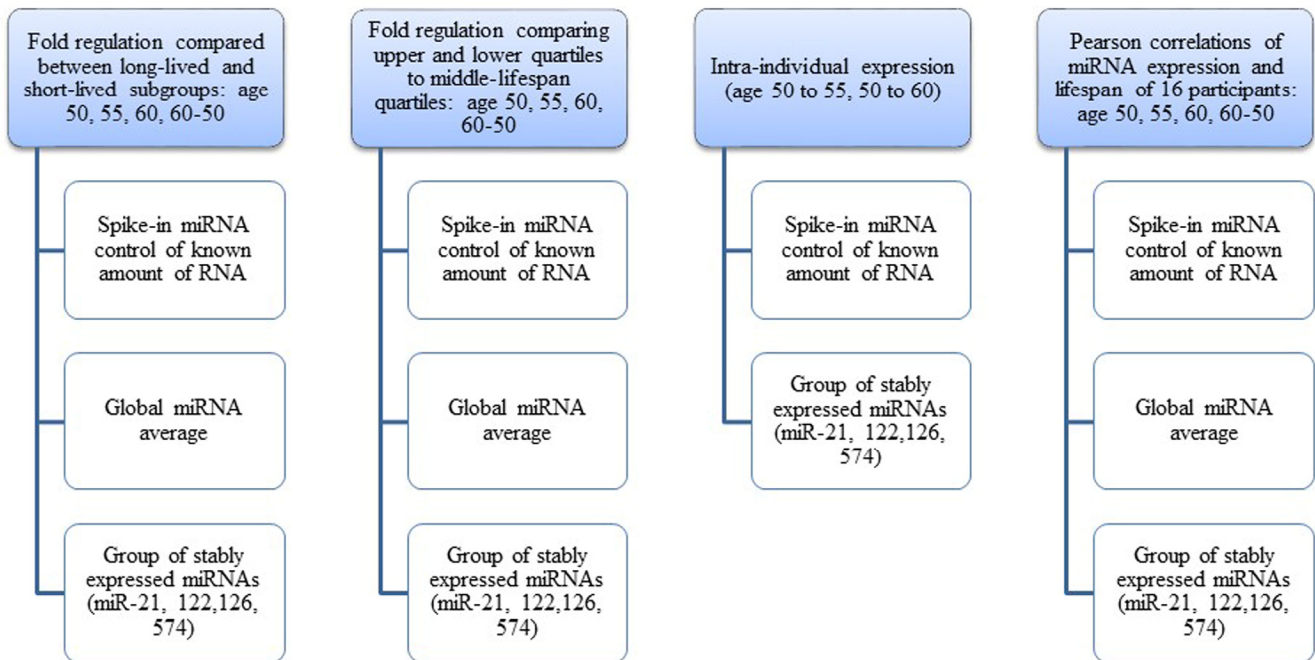 Fold regulation compared
between long-lived and
short-lived subgroups: age
50, 55, 60, 60-50
Spike-in miRNA
control of known
amount of RNA
Global miRNA
average
Group of stably
expressed miRNAs
(miR-21, 122,126,
574)
Fold regulation comparing
upper and lower quartiles
to middle-lifespan
quartiles: age 50, 55, 60,
60-50
Spike-in miRNA
control of known
amount of RNA
Global miRNA
average
Group of stably
expressed miRNAs
(miR-21, 122,126,
574)
Intra-individual expression
(age 50 to 55, 50 to 60)
Spike-in miRNA
control of known
amount of RNA
Group of stably
expressed miRNAs
(miR-21, 122,126,
574)
Pearson correlations of
miRNA expression and
lifespan of 16 participants:
age 50, 55, 60, 60-50
Spike-in miRNA
control of known
amount of RNA
Global miRNA
average
Group of stably
expressed miRNAs
(miR-21, 122,126,
574)